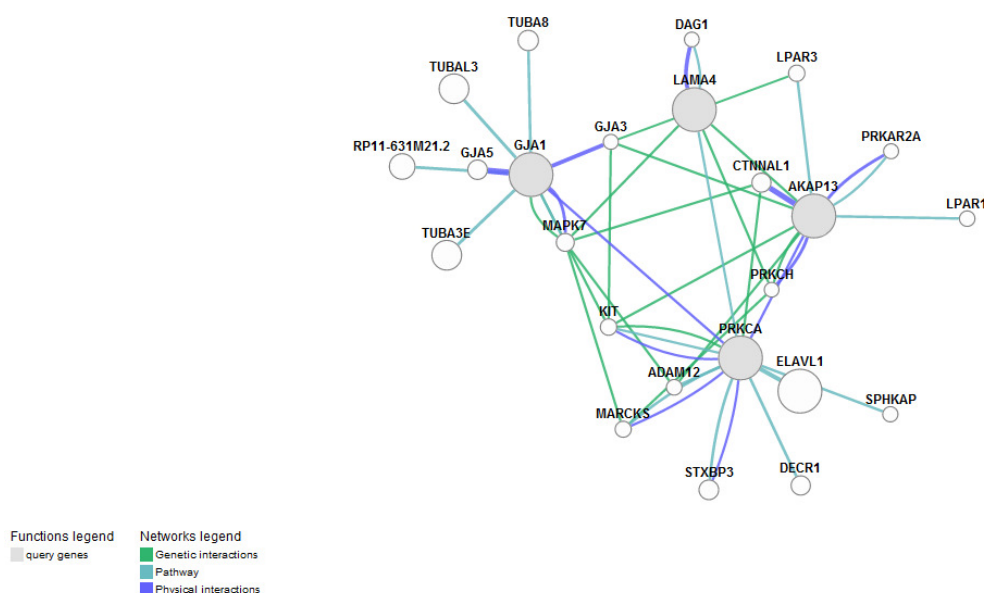 TUBA8
DAG1
TUBAL3
LAMA4
LPAR3
GJA3
PRKAR2A
RP11-631M21.2
GJA5
GJA1
CTNNAL1
AKAP13
LPAR1
TUBA3E
MAPK7
PRKCH
KIT
PRKCA
ADAM12
ELAVL1
MARCKS
SPHKAP
STXBP3
DECR1
Functions legend
query genes
Networks legend
Genetic interactions
Pathway
Physical interactions